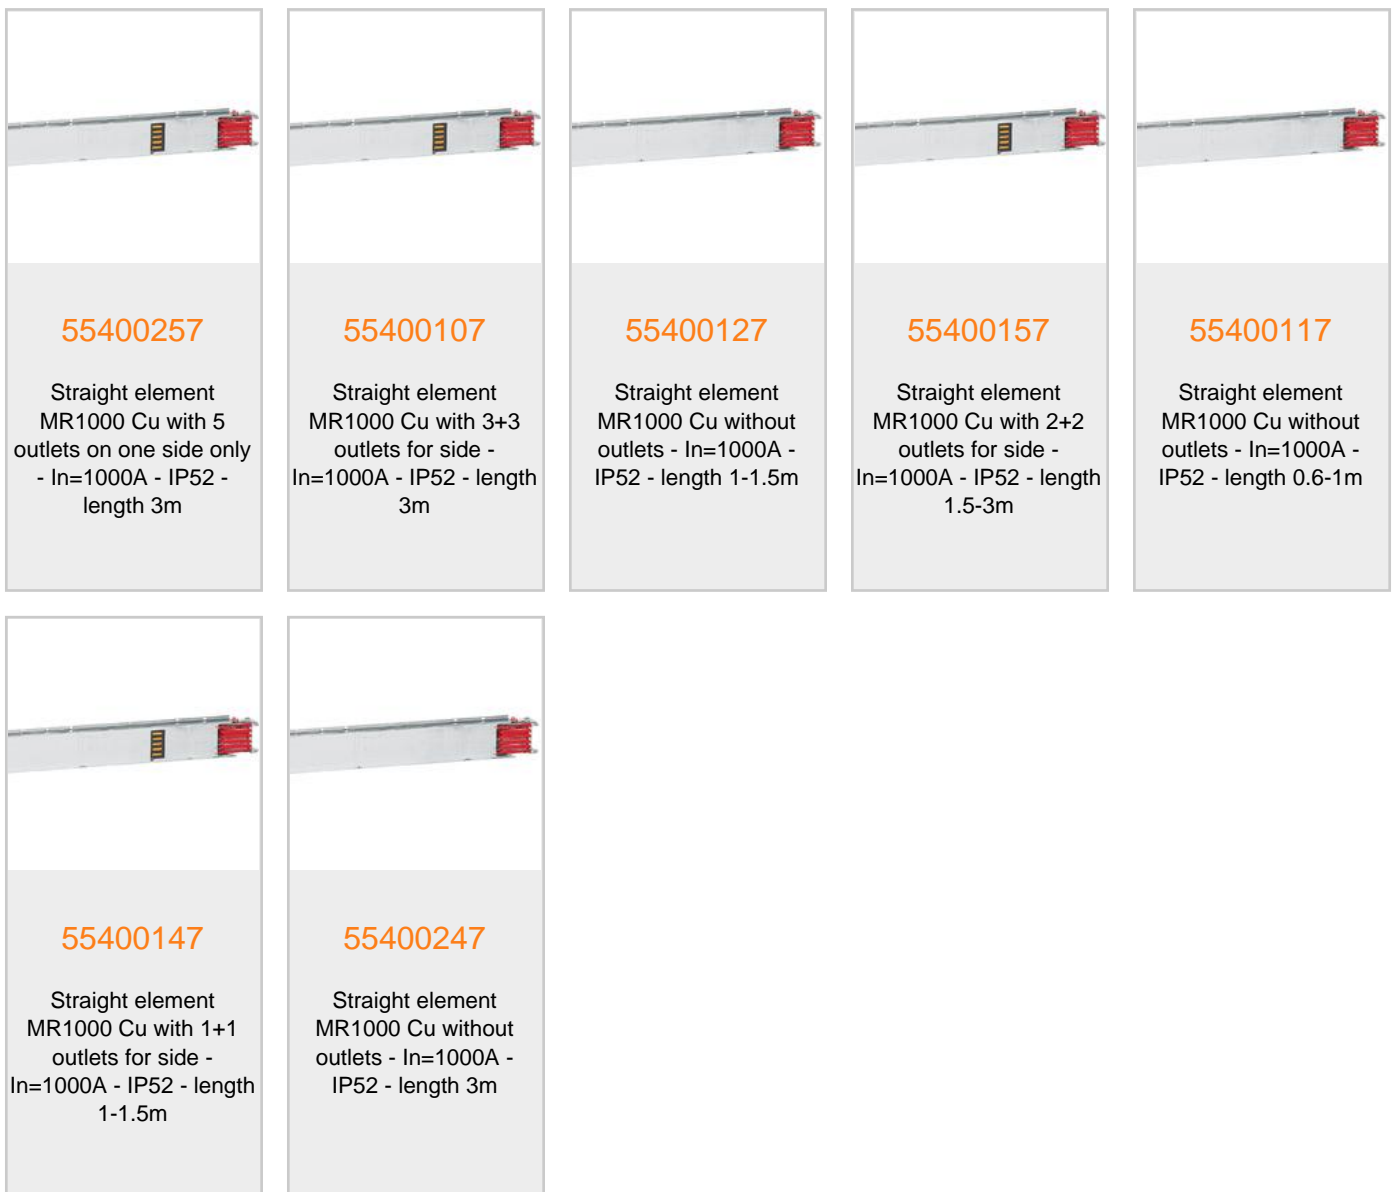 55400257
Straight element
MR1000 Cu with 5
outlets on one side only
- In=1000A - IP52 -
length 3m
55400107
Straight element
MR1000 Cu with 3+3
outlets for side -
In=1000A - IP52 - length
3m
55400127
Straight element
MR1000 Cu without
outlets - In=1000A -
IP52 - length 1-1.5m
55400157
Straight element
MR1000 Cu with 2+2
outlets for side -
In=1000A - IP52 - length
1.5-3m
55400117
Straight element
MR1000 Cu without
outlets - In=1000A -
IP52 - length 0.6-1m
55400147
Straight element
MR1000 Cu with 1+1
outlets for side -
In=1000A - IP52 - length
1-1.5m
55400247
Straight element
MR1000 Cu without
outlets - In=1000A -
IP52 - length 3m